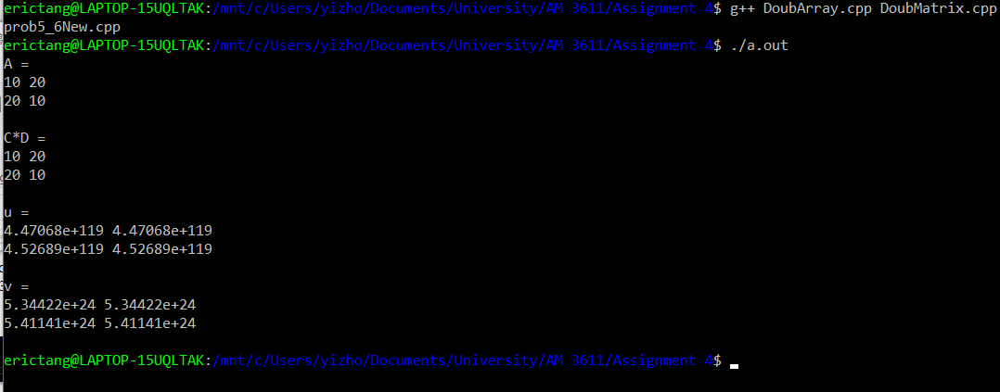 erictang@LAPTOP-15UQLTAK:/mnt/c/Users/yizho/Documents/University/AM 3611/Assignment 4$ g++ DoubArray.cpp DoubMatrix.cpp
prob5_6New.cpp
erictang@LAPTOP-15UQLTAK:/mnt/c/Users/yizho/Documents/University/AM 3611/Assignment 4$ ./a.out
A =
10 20
20 10
C*D =
10 20
20 10
u =
4.47068e+119 4.47068e+119
4.52689e+119 4.52689e+119
v =
5.34422e+24 5.34422e+24
5.41141e+24 5.41141e+24
erictang@LAPTOP-15UQLTAK:/mnt/c/Users/yizho/Documents/University/AM 3611/Assignment 4$